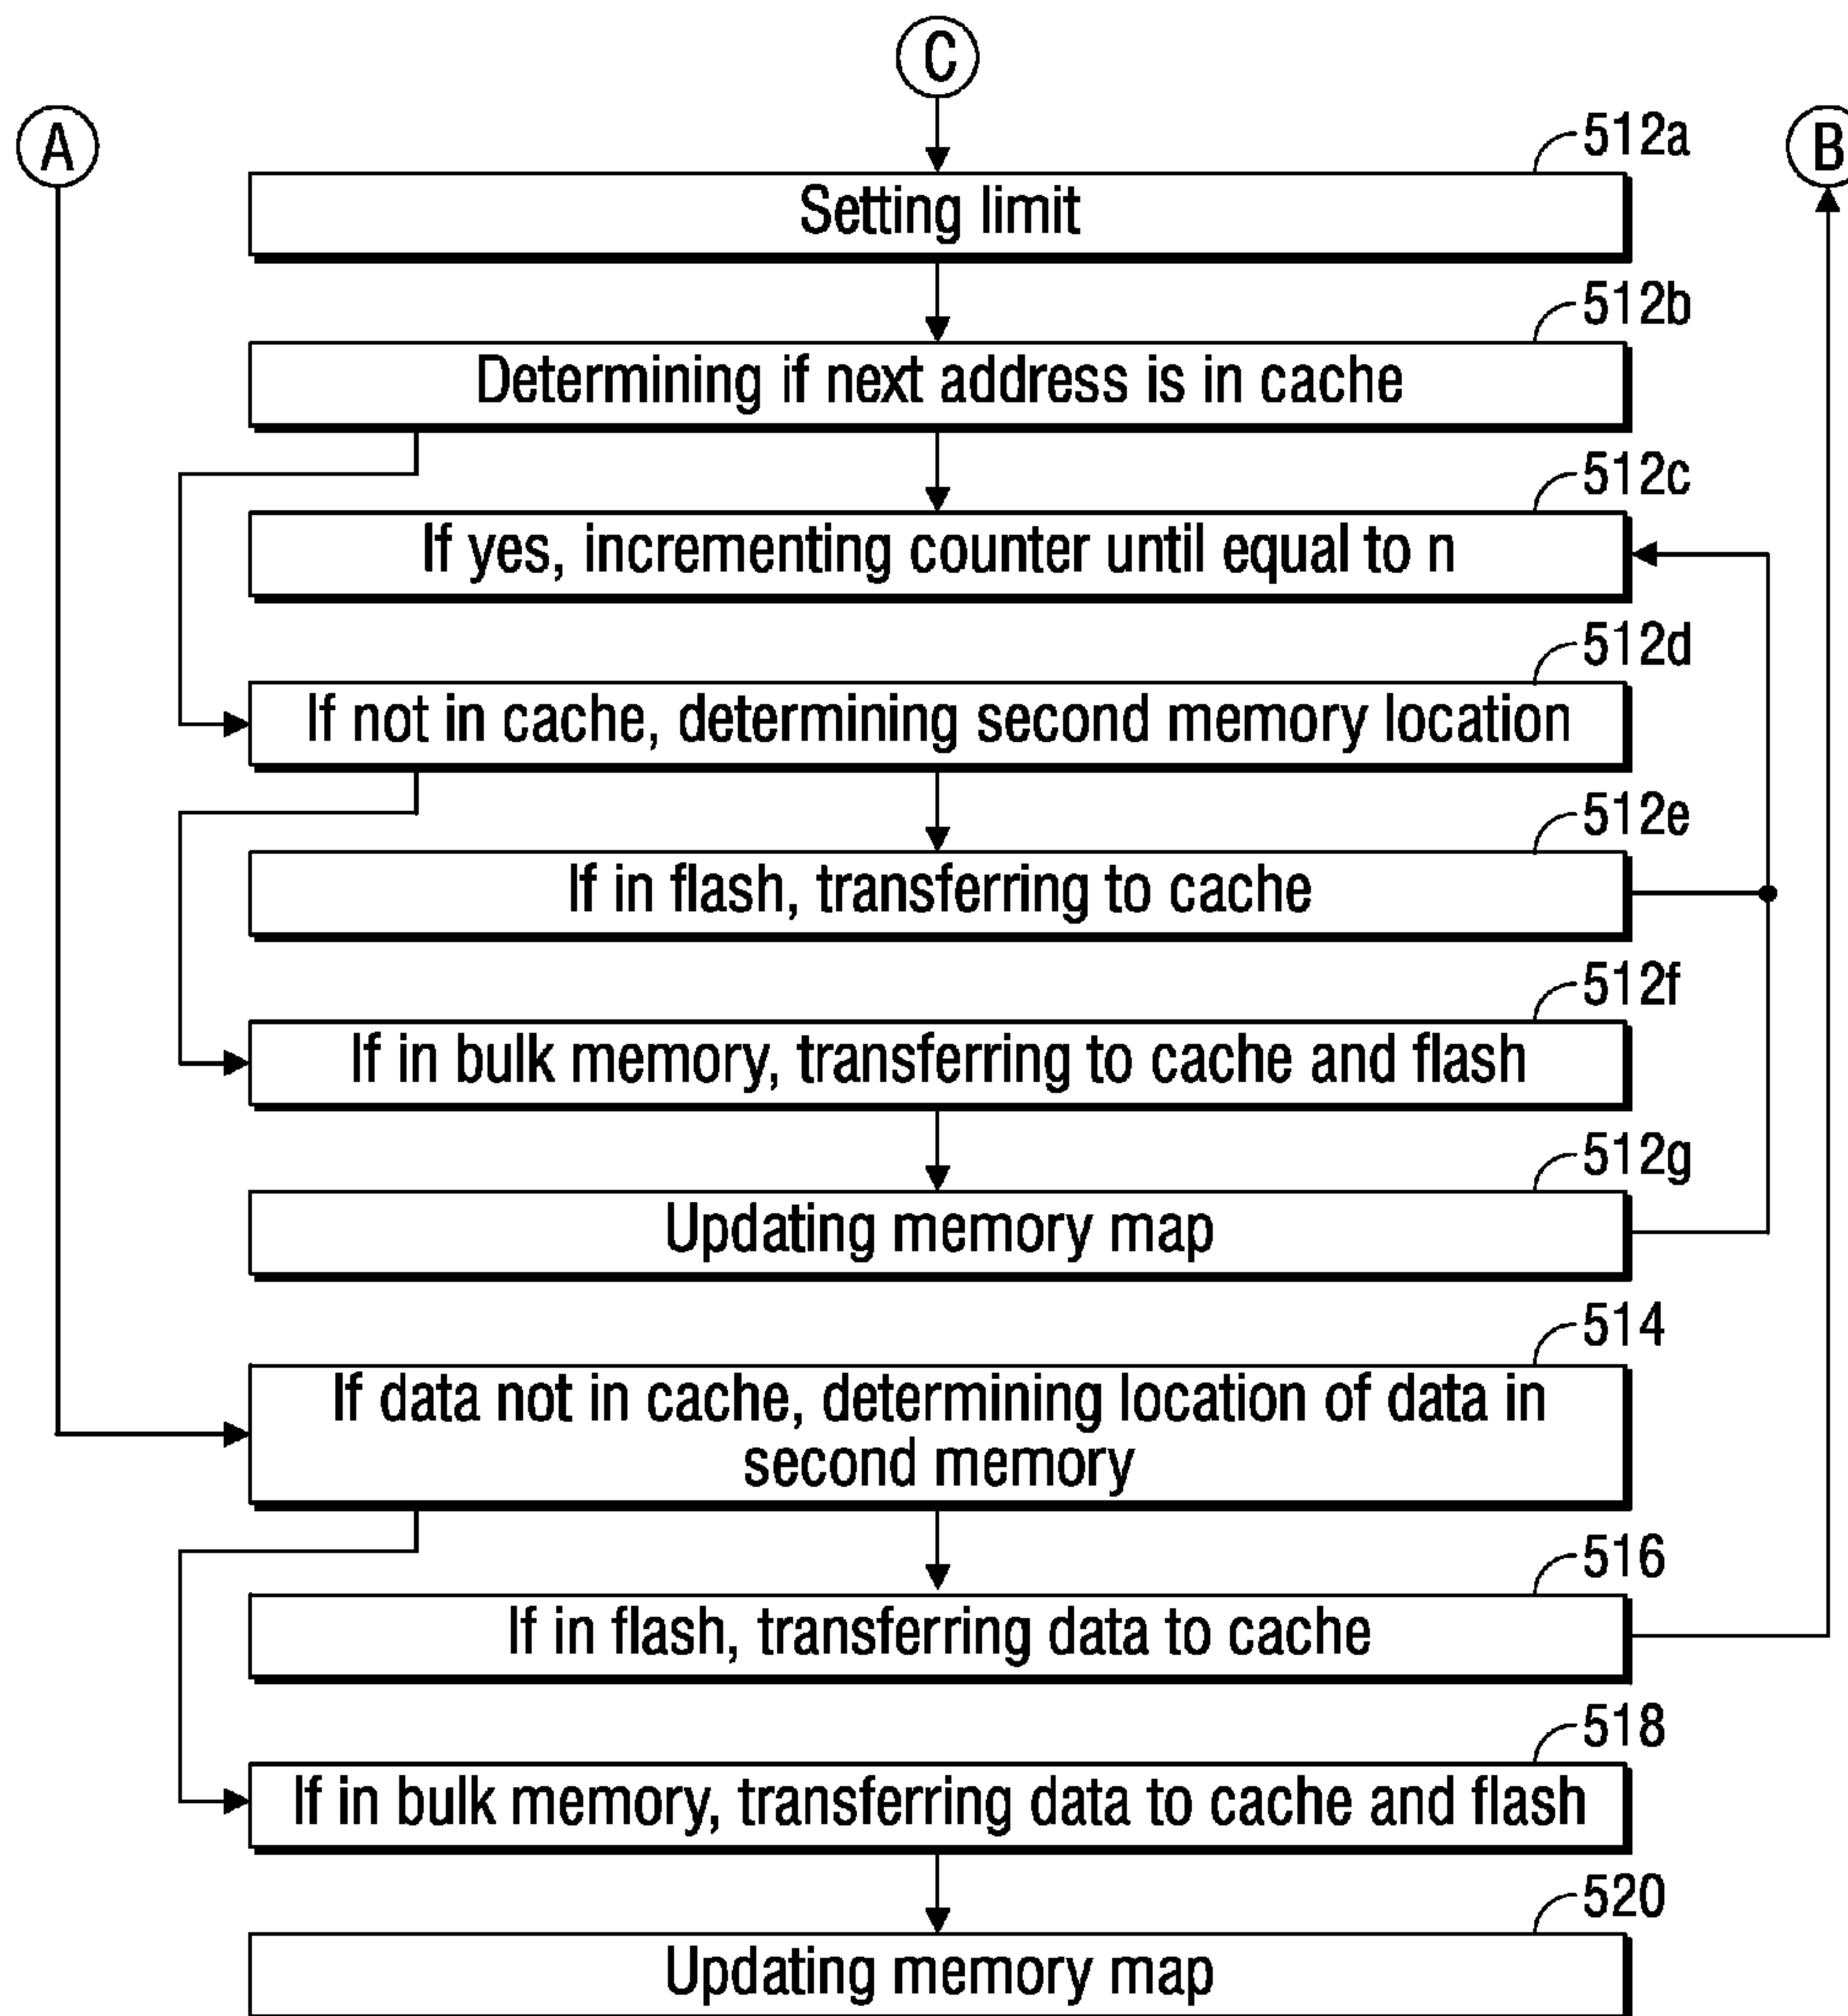 C
A
B
512a
Setting limit
512b
Determining if next address is in cache
512c
If yes, incrementing counter until equal to n
512d
If not in cache, determining second memory location
512e
If in flash, transferring to cache
512f
If in bulk memory, transferring to cache and flash
512g
Updating memory map
514
If data not in cache, determining location of data in
second memory
516
If in flash, transferring data to cache
518
If in bulk memory, transferring data to cache and flash
520
Updating memory map